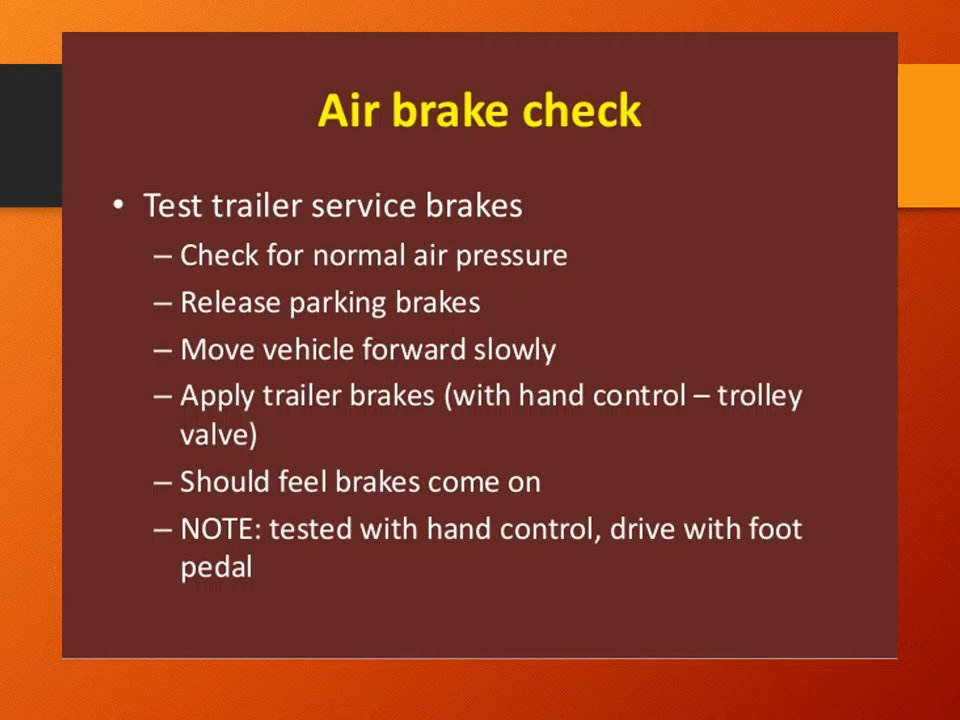 Air brake check
• Test trailer service brakes
– Check for normal air pressure
– Release parking brakes
– Move vehicle forward slowly
– Apply trailer brakes (with hand control – trolley
valve)
– Should feel brakes come on
– NOTE: tested with hand control, drive with foot
pedal